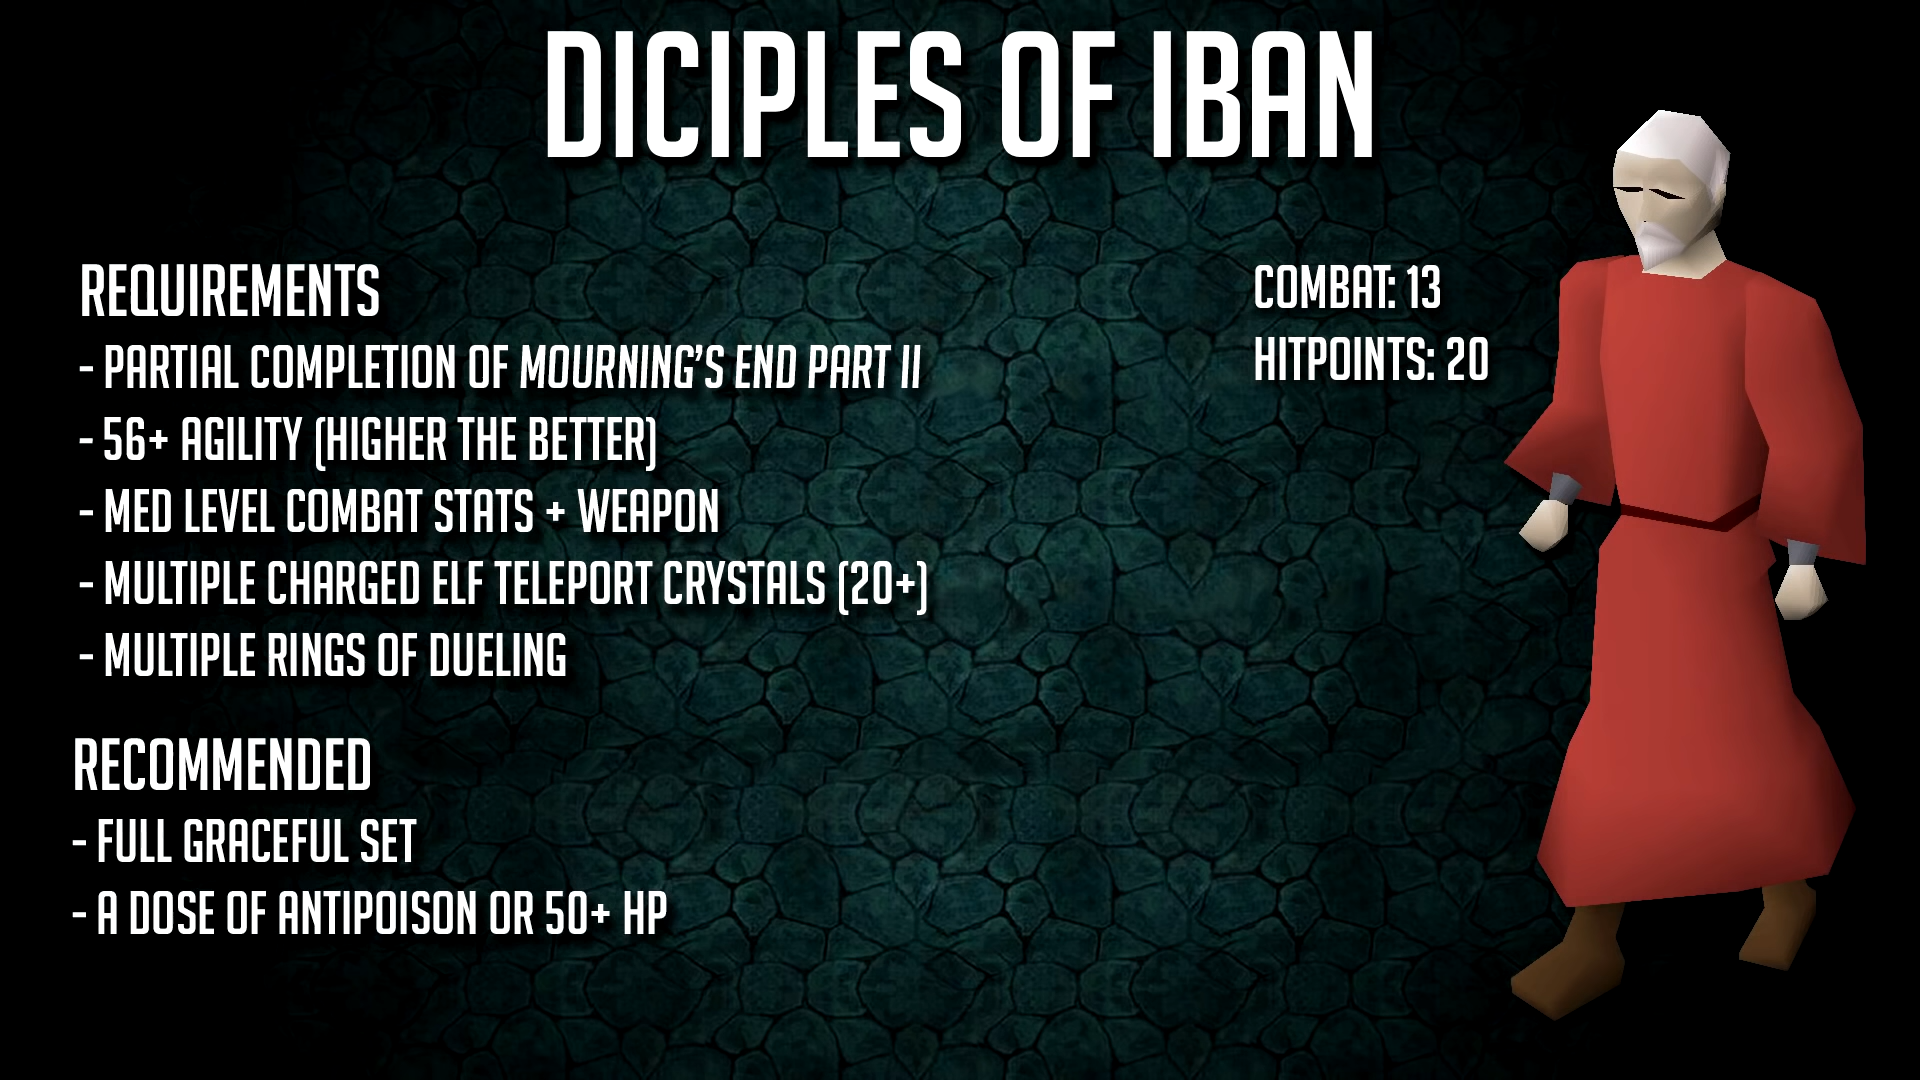 DICIPLES OF IBAN
REQUIREMENTS
- PARTIAL COMPLETION OF MOURNING'S END PART II
- 56+ AGILITY (HIGHER THE BETTER)
- MED LEVEL COMBAT STATS + WEAPON
- MULTIPLE CHARGED ELF TELEPORT CRYSTALS (20+)
- MULTIPLE RINGS OF DUELING
RECOMMENDED
- FULL GRACEFUL SET
- A DOSE OF ANTIPOISON OR 50+ HP
COMBAT: 13
HITPOINTS: 20